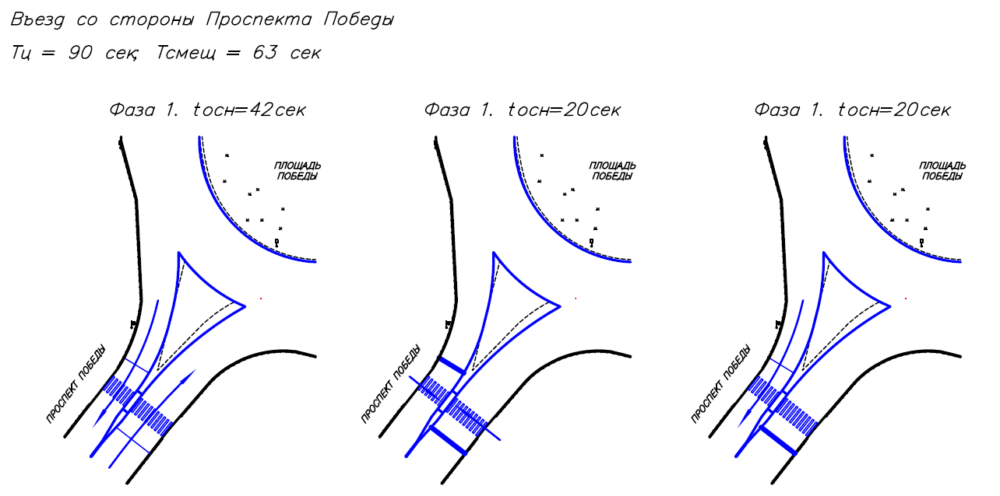 Въезд со стороны Проспекта Победы
Тц = 90 сек; Тсмещ = 63 сек
Фаза 1. tосн=42сек
Фаза 1. tосн=20сек
Фаза 1. tосн=20сек
ПЛОЩАДЬ
ПОБЕДЫ
ПЛОЩАДЬ
ПОБЕДЫ
ПЛОЩАДЬ
ПОБЕДЫ
ПРОСПЕКТ ПОБЕДЫ
ПРОСПЕКТ ПОБЕДЫ
ПРОСПЕКТ ПОБЕДЫ